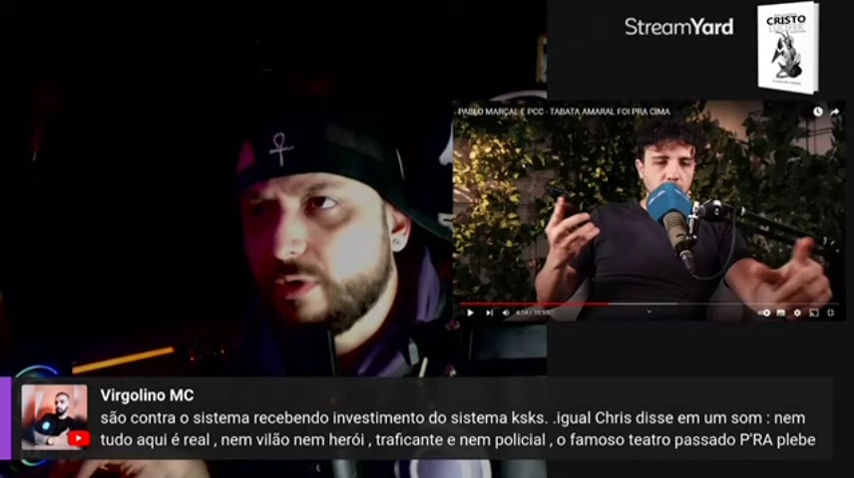 StreamYard
CRISTO
PABLO MARÇAL E PCC - TABATA AMARAL FOI PRA CIMA
Virgolino MC
são contra o sistema recebendo investimento do sistema ksks. .igual Chris disse em um som : nem
tudo aqui é real , nem vilão nem herói , traficante e nem policial , o famoso teatro passado P'RA plebe